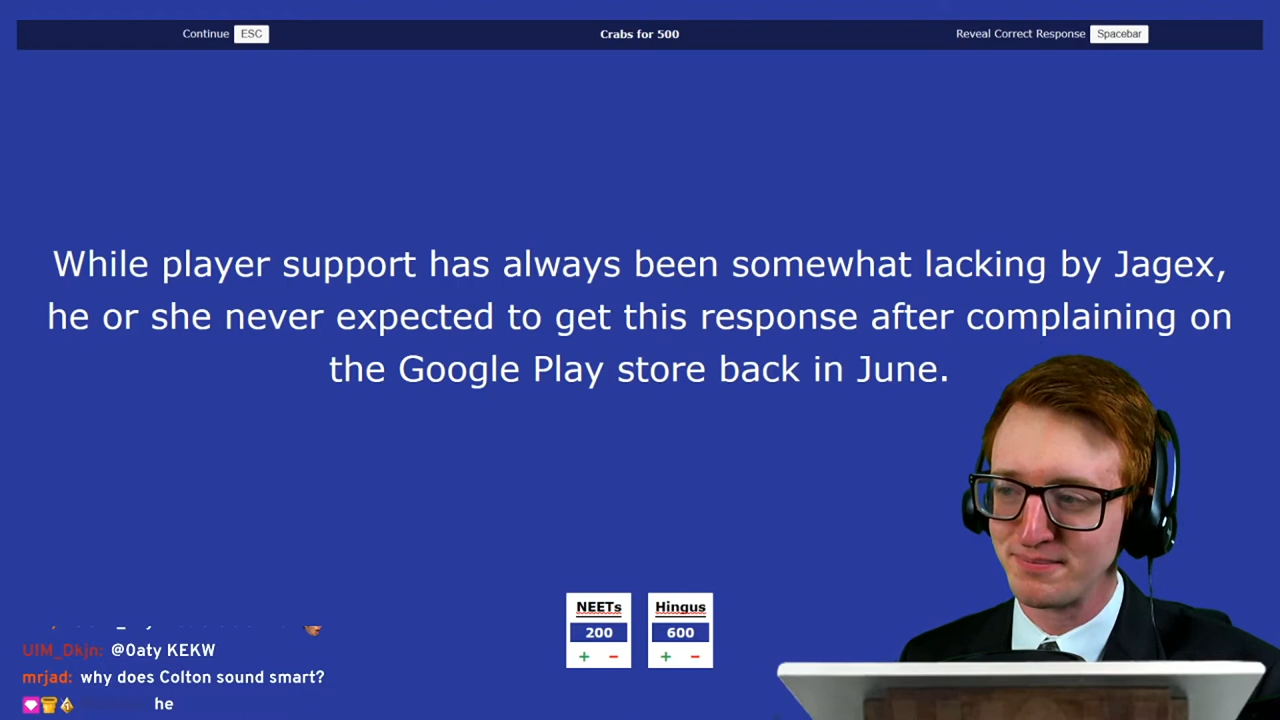 Continue ESC
Crabs for 500
Reveal Correct Response Spacebar
While player support has always been somewhat lacking by Jagex,
he or she never expected to get this response after complaining on
the Google Play store back in June.
NEETs
200
+ −
Hingus
600
+ −
UIM_Dkjn: @0aty KEKW
mrjad: why does Colton sound smart?
he